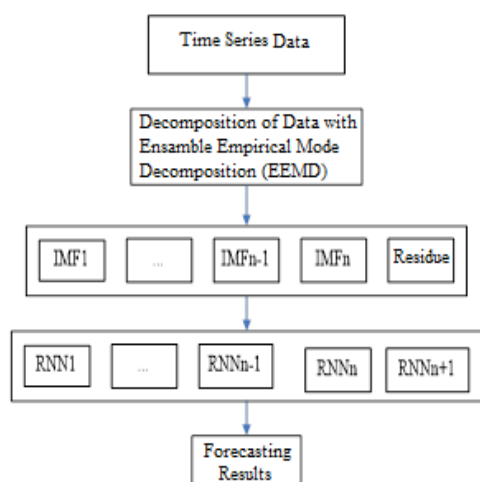 Time Series Data
Decomposition of Data with
Ensamble Empirical Mode
Decomposition (EEMD)
IMF1 ... IMFn-1 IMFn Residue
RNN1 ... RNNn-1 RNNn RNNn+1
Forecasting
Results